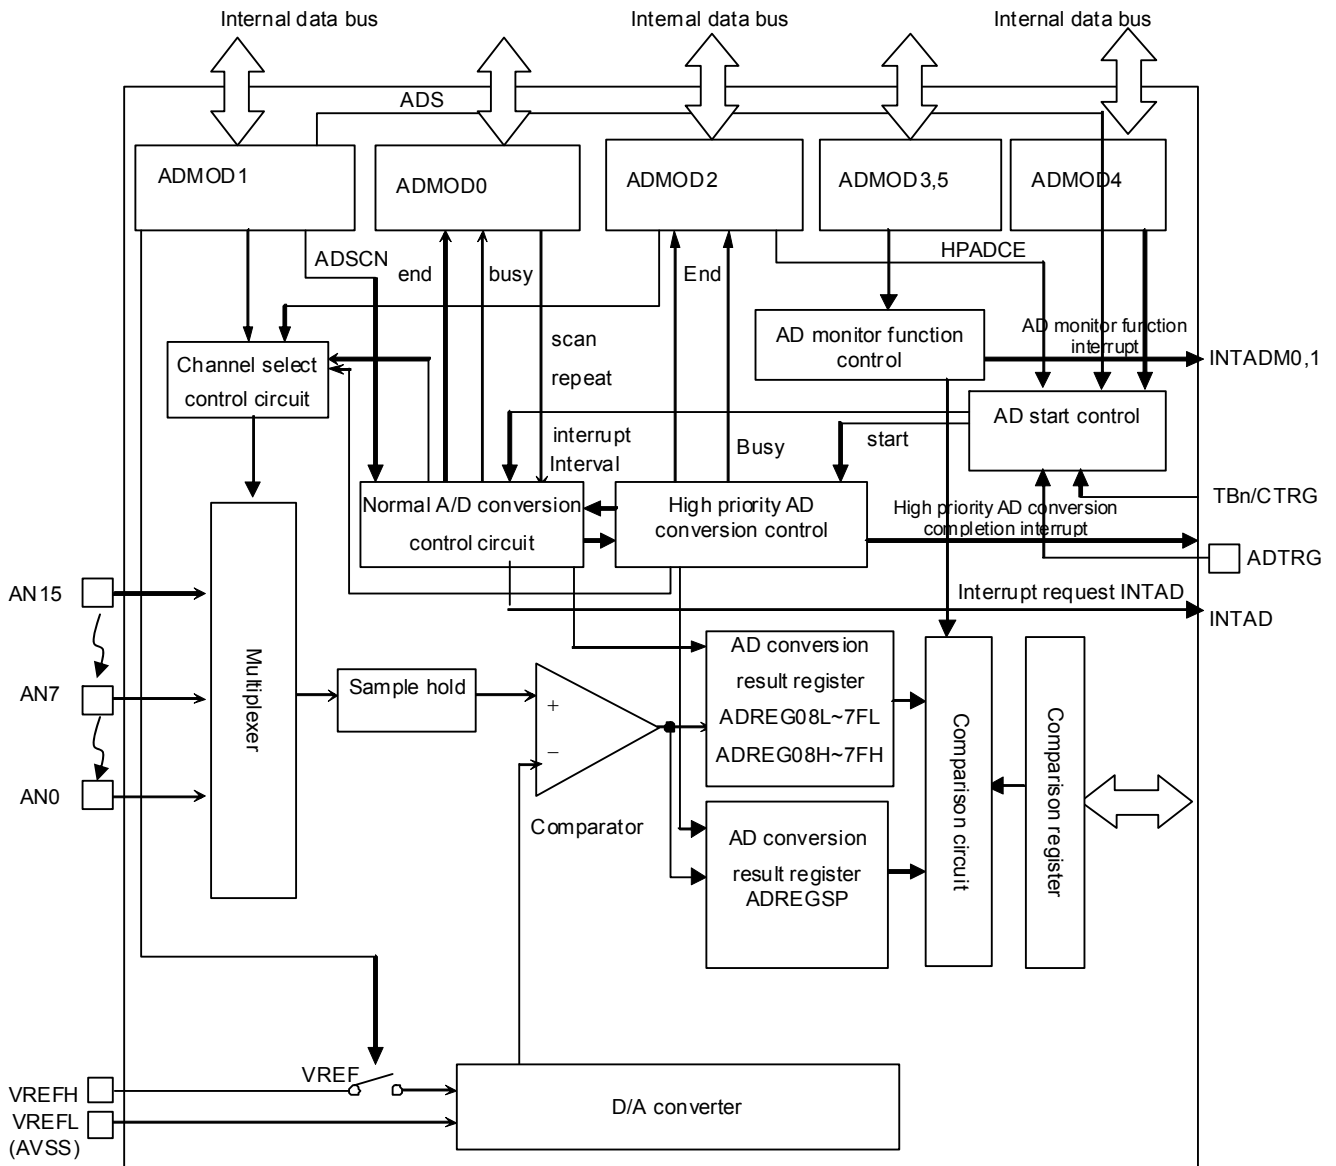 Internal data bus
Internal data bus
Internal data bus
ADS
ADMOD1
ADMOD0
ADMOD2
ADMOD3,5
ADMOD4
ADSCN
end
busy
End
HPADCE
scan
repeat
interrupt
Interval
Busy
start
AD monitor function
control
AD monitor function
interrupt
INTADM0,1
Channel select
control circuit
AD start control
TBn/CTRG
Normal A/D conversion
control circuit
High priority AD
conversion control
High priority AD conversion
completion interrupt
ADTRG
Interrupt request INTAD
INTAD
AN15
AN7
AN0
Multiplexer
Sample hold
+
−
Comparator
AD conversion
result register
ADREG08L~7FL
ADREG08H~7FH
AD conversion
result register
ADREGSP
Comparison circuit
Comparison register
VREF
VREFH
VREFL
(AVSS)
D/A converter